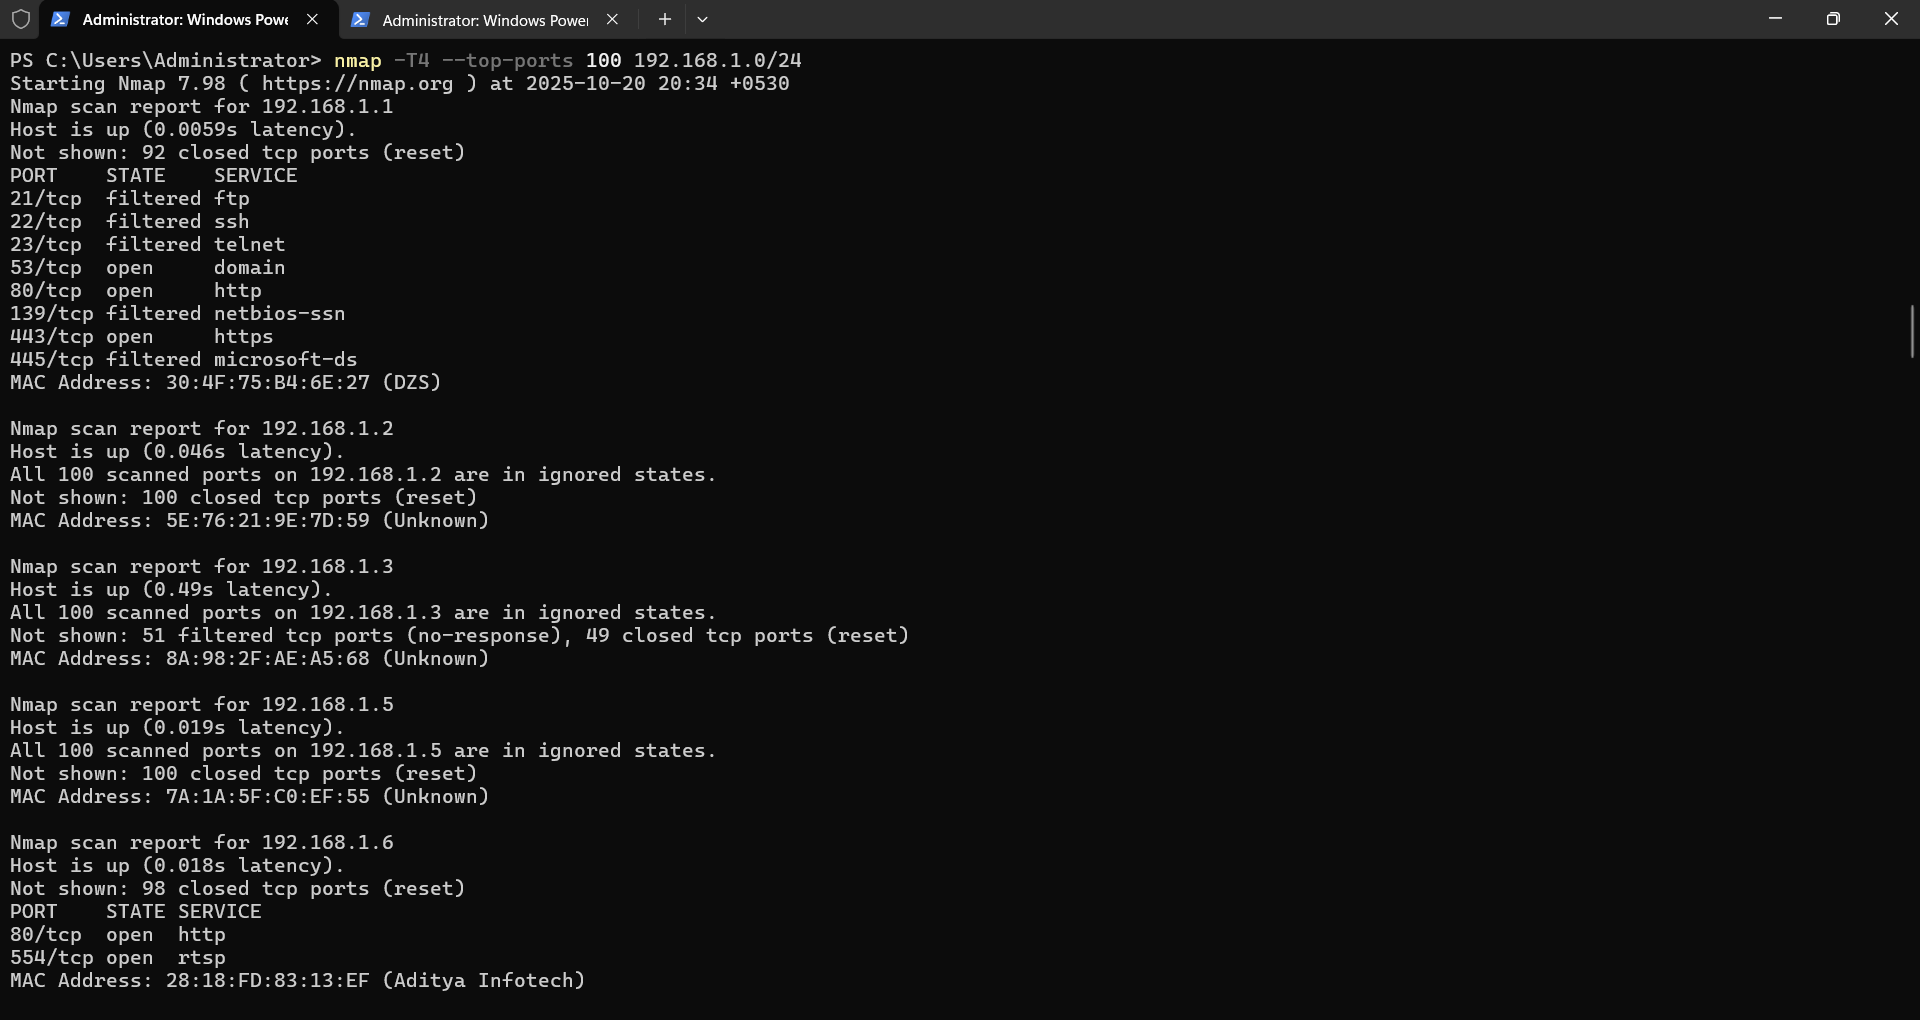 Administrator: Windows Powe
Administrator: Windows Power
PS C:\Users\Administrator> nmap -T4 --top-ports 100 192.168.1.0/24
Starting Nmap 7.98 ( https://nmap.org ) at 2025-10-20 20:34 +0530
Nmap scan report for 192.168.1.1
Host is up (0.0059s latency).
Not shown: 92 closed tcp ports (reset)
PORT    STATE    SERVICE
21/tcp  filtered ftp
22/tcp  filtered ssh
23/tcp  filtered telnet
53/tcp  open     domain
80/tcp  open     http
139/tcp filtered netbios-ssn
443/tcp open     https
445/tcp filtered microsoft-ds
MAC Address: 30:4F:75:B4:6E:27 (DZS)

Nmap scan report for 192.168.1.2
Host is up (0.046s latency).
All 100 scanned ports on 192.168.1.2 are in ignored states.
Not shown: 100 closed tcp ports (reset)
MAC Address: 5E:76:21:9E:7D:59 (Unknown)

Nmap scan report for 192.168.1.3
Host is up (0.49s latency).
All 100 scanned ports on 192.168.1.3 are in ignored states.
Not shown: 51 filtered tcp ports (no-response), 49 closed tcp ports (reset)
MAC Address: 8A:98:2F:AE:A5:68 (Unknown)

Nmap scan report for 192.168.1.5
Host is up (0.019s latency).
All 100 scanned ports on 192.168.1.5 are in ignored states.
Not shown: 100 closed tcp ports (reset)
MAC Address: 7A:1A:5F:C0:EF:55 (Unknown)

Nmap scan report for 192.168.1.6
Host is up (0.018s latency).
Not shown: 98 closed tcp ports (reset)
PORT    STATE SERVICE
80/tcp  open  http
554/tcp open  rtsp
MAC Address: 28:18:FD:83:13:EF (Aditya Infotech)